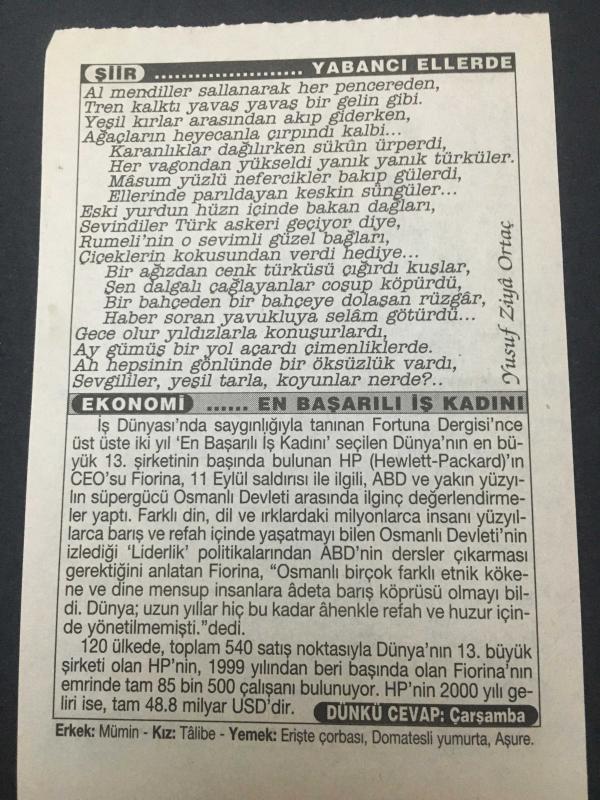 ŞİİR ...................... YABANCI ELLERDE
Al mendiller sallanarak her pencereden,
Tren kalktı yavaş yavaş bir gelin gibi.
Yeşil kırlar arasından akıp giderken,
Ağaçların heyecanla çırpındı kalbi...
Karanlıklar dağılırken sükûn ürperdi,
Her vagondan yükseldi yanık yanık türküler.
Mâsum yüzlü nefercikler bakıp gülerdi,
Ellerinde parıldayan keskin süngüler...
Eski yurdun hüzn içinde bakan dağları,
Sevindiler Türk askeri geçiyor diye,
Rumeli'nin o sevimli güzel bağları,
Çiçeklerin kokusundan verdi hediye...
Bir ağızdan cenk türküsü çığırdı kuşlar,
Şen dalgalı çağlayanlar coşup köpürdü,
Bir bahçeden bir bahçeye dolaşan rüzgâr,
Haber soran yavukluya selâm götürdü...
Gece olur yıldızlarla konuşurlardı,
Ay gümüş bir yol açardı çimenliklerde.
Ah hepsinin gönlünde bir öksüzlük vardı,
Sevgililer, yeşil tarla, koyunlar nerde?..
Yusuf Ziyâ Ortaç
EKONOMİ ...... EN BAŞARILI İŞ KADINI
İş Dünyası'nda saygınlığıyla tanınan Fortuna Dergisi'nce
üst üste iki yıl 'En Başarılı İş Kadını' seçilen Dünya'nın en bü-
yük 13. şirketinin başında bulunan HP (Hewlett-Packard)'ın
CEO'su Fiorina, 11 Eylül saldırısı ile ilgili, ABD ve yakın yüzyı-
lın süpergücü Osmanlı Devleti arasında ilginç değerlendirme-
ler yaptı. Farklı din, dil ve ırklardaki milyonlarca insanı yüzyıl-
larca barış ve refah içinde yaşatmayı bilen Osmanlı Devleti'nin
izlediği 'Liderlik' politikalarından ABD'nin dersler çıkarması
gerektiğini anlatan Fiorina, "Osmanlı birçok farklı etnik köke-
ne ve dine mensup insanlara âdeta barış köprüsü olmayı bil-
di. Dünya; uzun yıllar hiç bu kadar âhenkle refah ve huzur için-
de yönetilmemişti."dedi.
120 ülkede, toplam 540 satış noktasıyla Dünya'nın 13. büyük
şirketi olan HP'nin, 1999 yılından beri başında olan Fiorina'nın
emrinde tam 85 bin 500 çalışanı bulunuyor. HP'nin 2000 yılı ge-
liri ise, tam 48.8 milyar USD'dir. DÜNKÜ CEVAP: Çarşamba
Erkek: Mümin - Kız: Tâlibe - Yemek: Erişte çorbası, Domatesli yumurta, Aşure.